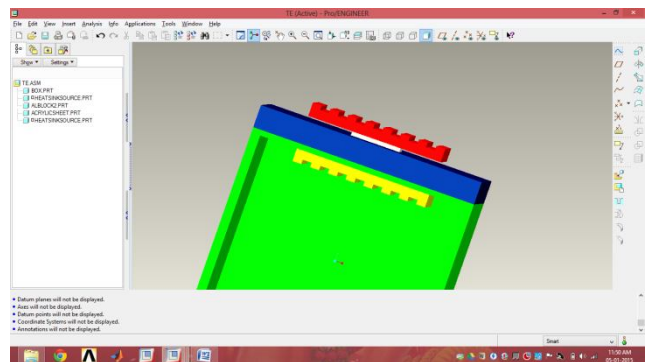 TE (Active) - Pro/ENGINEER
File Edit View Insert Analysis Info Applications Tools Window Help
Show Settings
TE.ASM
BOX.PRT
RHEATSINKSOURCE.PRT
ALBLOCK2.PRT
ACRYLICSHEET.PRT
RHEATSINKSOURCE.PRT
• Datum planes will not be displayed.
• Axes will not be displayed.
• Datum points will not be displayed.
• Coordinate Systems will not be displayed.
• Annotations will not be displayed.
Smart
11:50 AM
05-01-2015